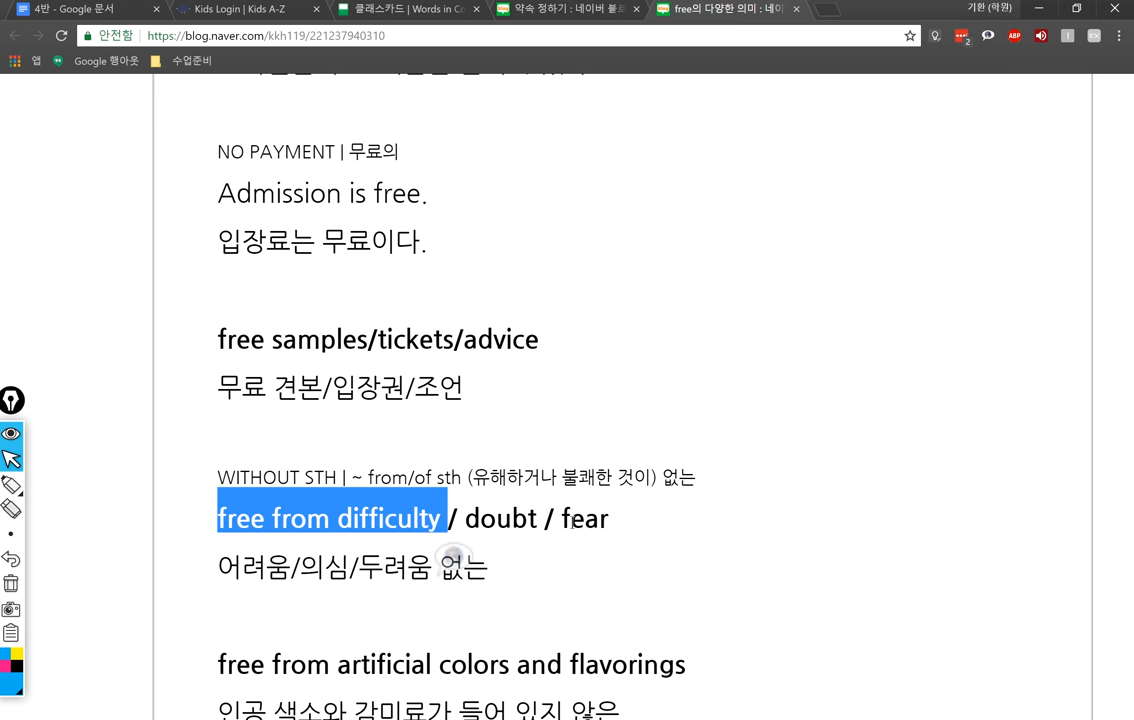 4반 - Google 문서
Kids Login | Kids A-Z
클래스카드 | Words in Co
약속 정하기 : 네이버 블로
free의 다양한 의미 : 네이
기환 (학원)
안전함
https://blog.naver.com/kkh119/221237940310
2
ABP
앱
Google 행아웃
수업준비
NO PAYMENT | 무료의
Admission is free.
입장료는 무료이다.
free samples/tickets/advice
무료 견본/입장권/조언
WITHOUT STH | ~ from/of sth (유해하거나 불쾌한 것이) 없는
free from difficulty / doubt / fear
어려움/의심/두려움 없는
free from artificial colors and flavorings
인공 색소와 감미료가 들어 있지 않은